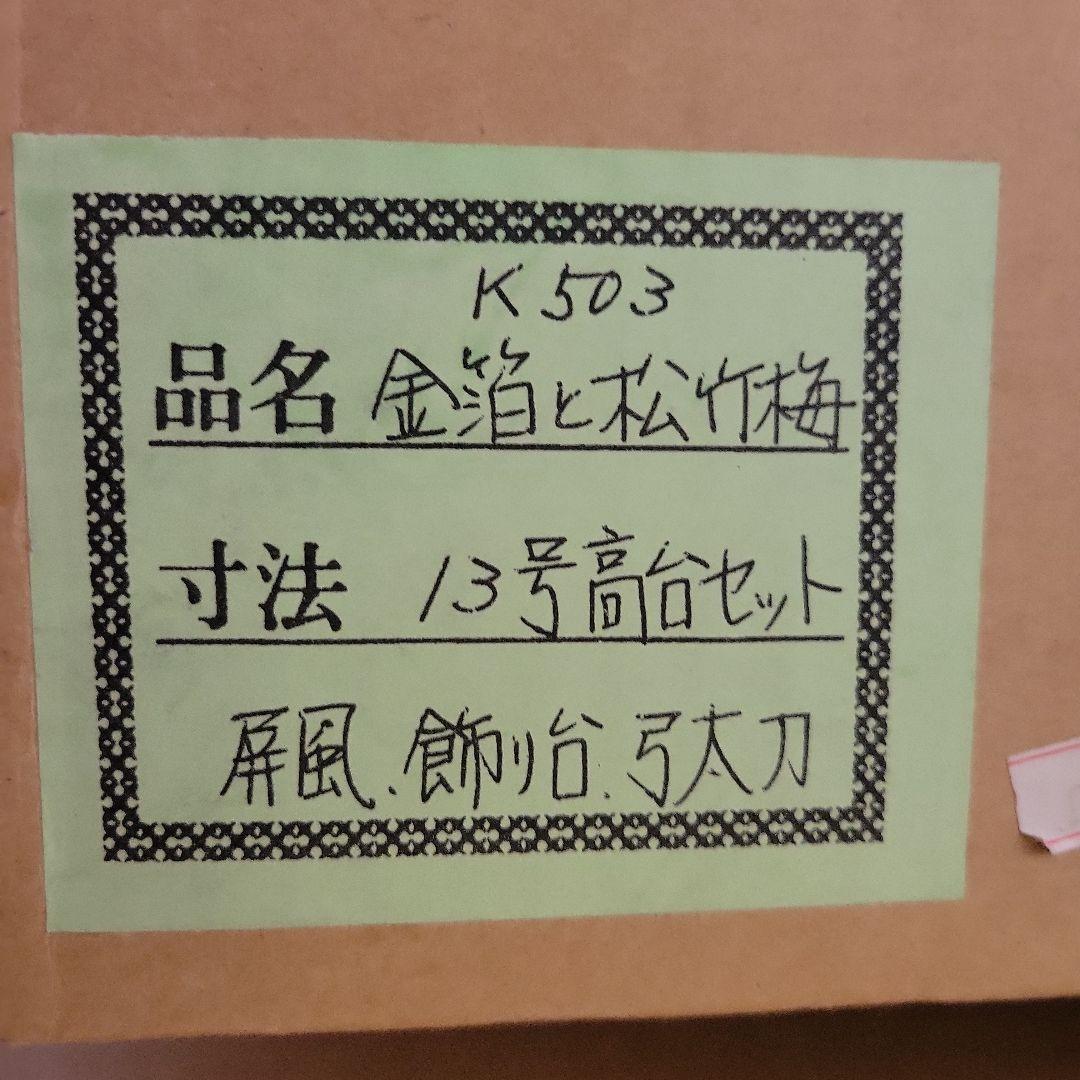 K503
品名 金箔と松竹梅
寸法 13号高台セット
屏風、飾り台、弓太刀